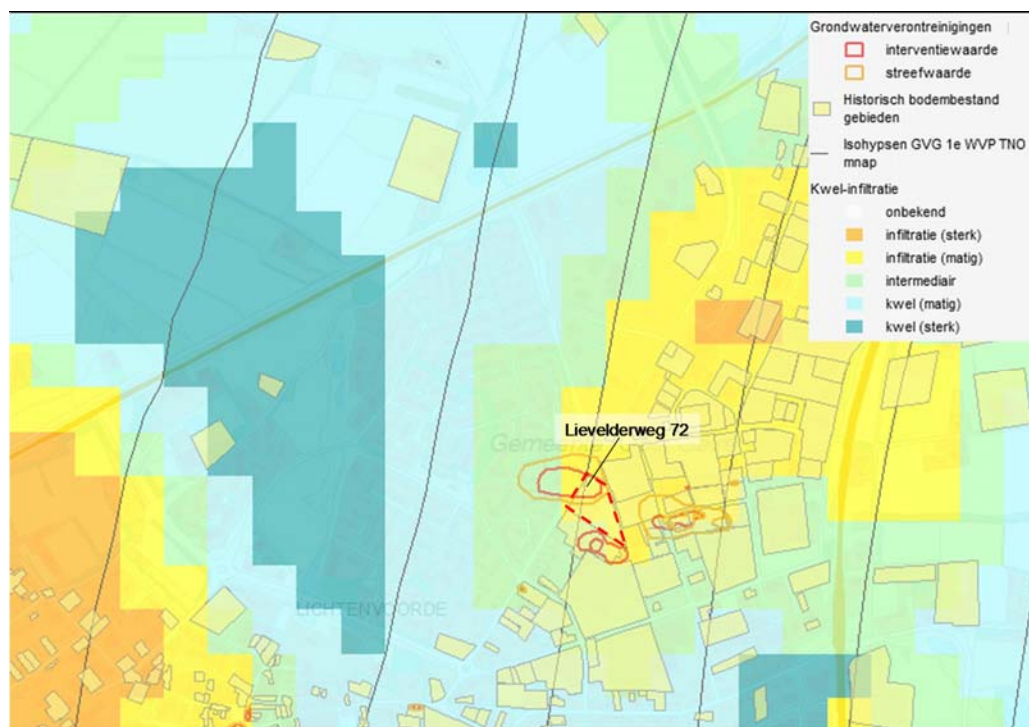 Grondwaterverontreinigingen
interventiewaarde
streefwaarde
Historisch bodembestand
gebieden
Isohypsen GVG 1e WVP TNO
mnap
Kwel-infiltratie
onbekend
infiltratie (sterk)
infiltratie (matig)
intermediair
kwel (matig)
kwel (sterk)
Lievelderweg 72
LICHTENVOORDE